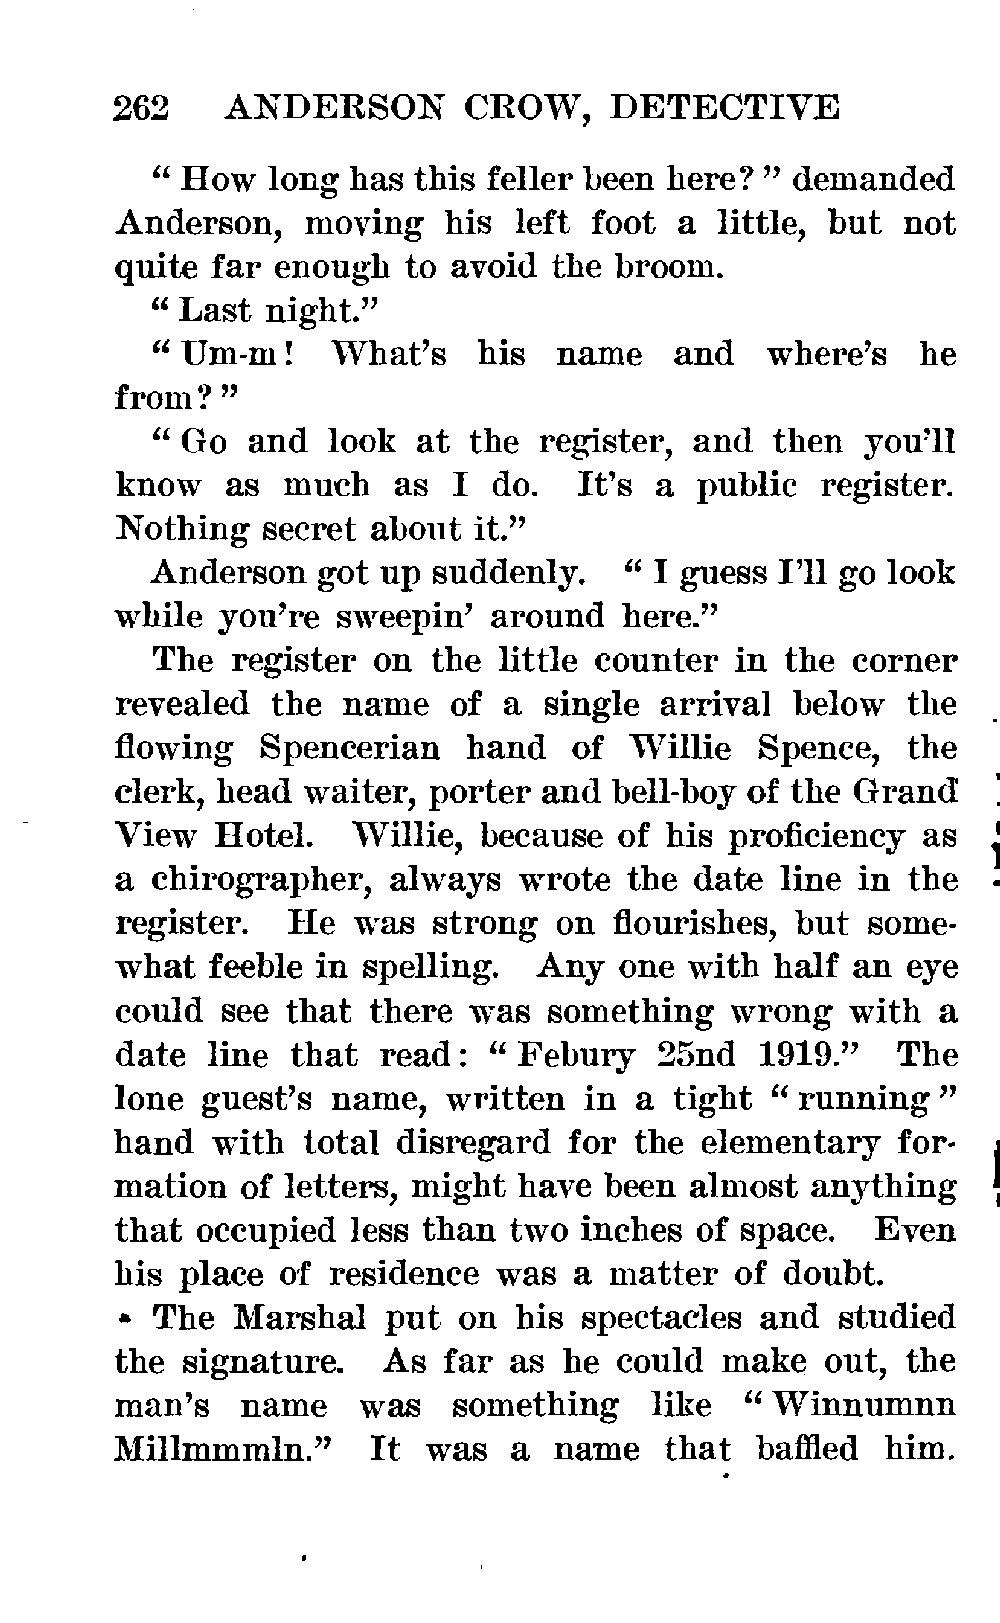 262 ANDERSON CROW, DETECTIVE
“ How long has this feller been here? ” demanded
Anderson, moving his left foot a little, but not
quite far enough to avoid the broom.
“ Last night.”
“ Um-m! What’s his name and where’s he
from? ”
“ Go and look at the register, and then you’ll
know as much as I do. It’s a public register.
Nothing secret about it.”
Anderson got up suddenly. “ I guess I’ll go look
while you’re sweepin’ around here.”
The register on the little counter in the corner
revealed the name of a single arrival below the
flowing Spencerian hand of Willie Spence, the
clerk, head waiter, porter and bell-boy of the Grand
View Hotel. Willie, because of his proficiency as
a chirographer, always wrote the date line in the
register. He was strong on flourishes, but some-
what feeble in spelling. Any one with half an eye
could see that there was something wrong with a
date line that read: “ Febury 25nd 1919.” The
lone guest’s name, written in a tight “ running ”
hand with total disregard for the elementary for-
mation of letters, might have been almost anything
that occupied less than two inches of space. Even
his place of residence was a matter of doubt.
The Marshal put on his spectacles and studied
the signature. As far as he could make out, the
man’s name was something like “ Winnumnn
Millmmmln.” It was a name that baffled him.